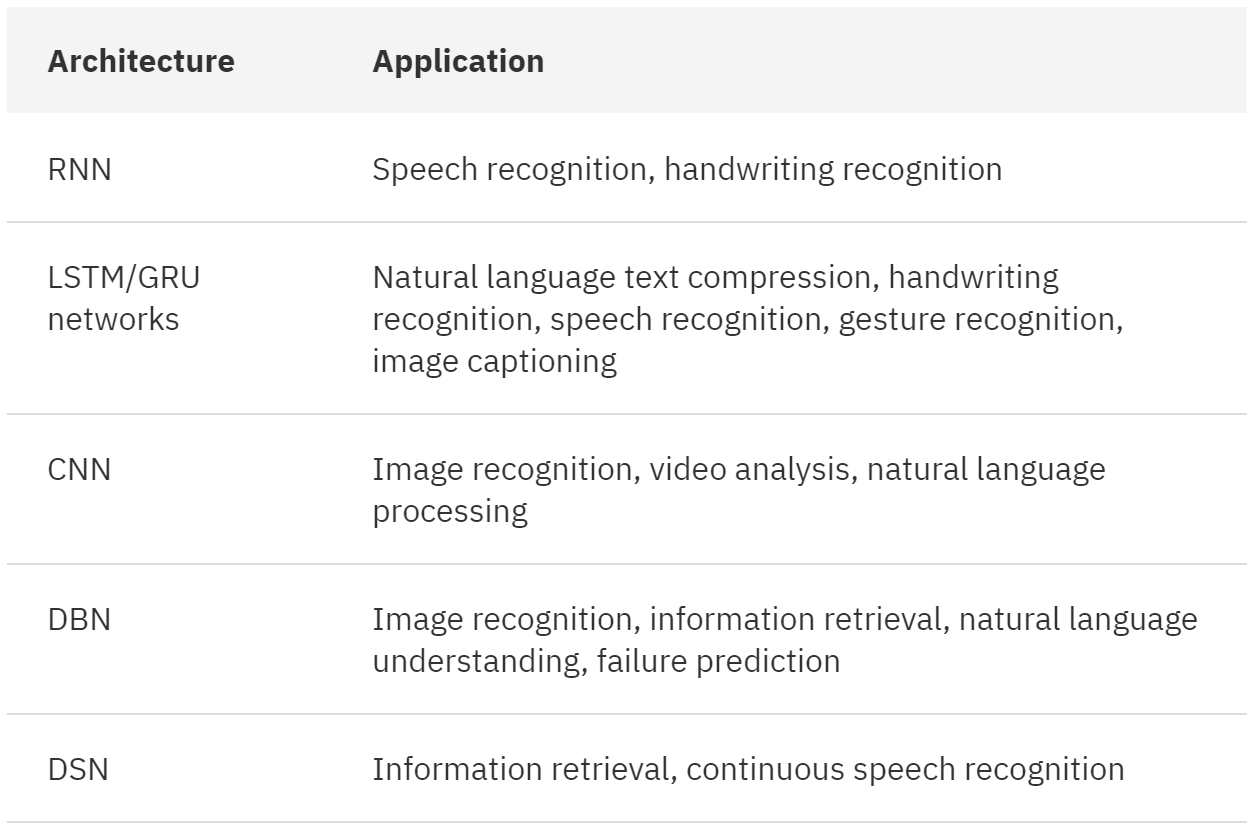 Architecture Application
RNN Speech recognition, handwriting recognition
LSTM/GRU Natural language text compression, handwriting
networks recognition, speech recognition, gesture recognition,
image captioning
CNN Image recognition, video analysis, natural language
processing
DBN Image recognition, information retrieval, natural language
understanding, failure prediction
DSN Information retrieval, continuous speech recognition